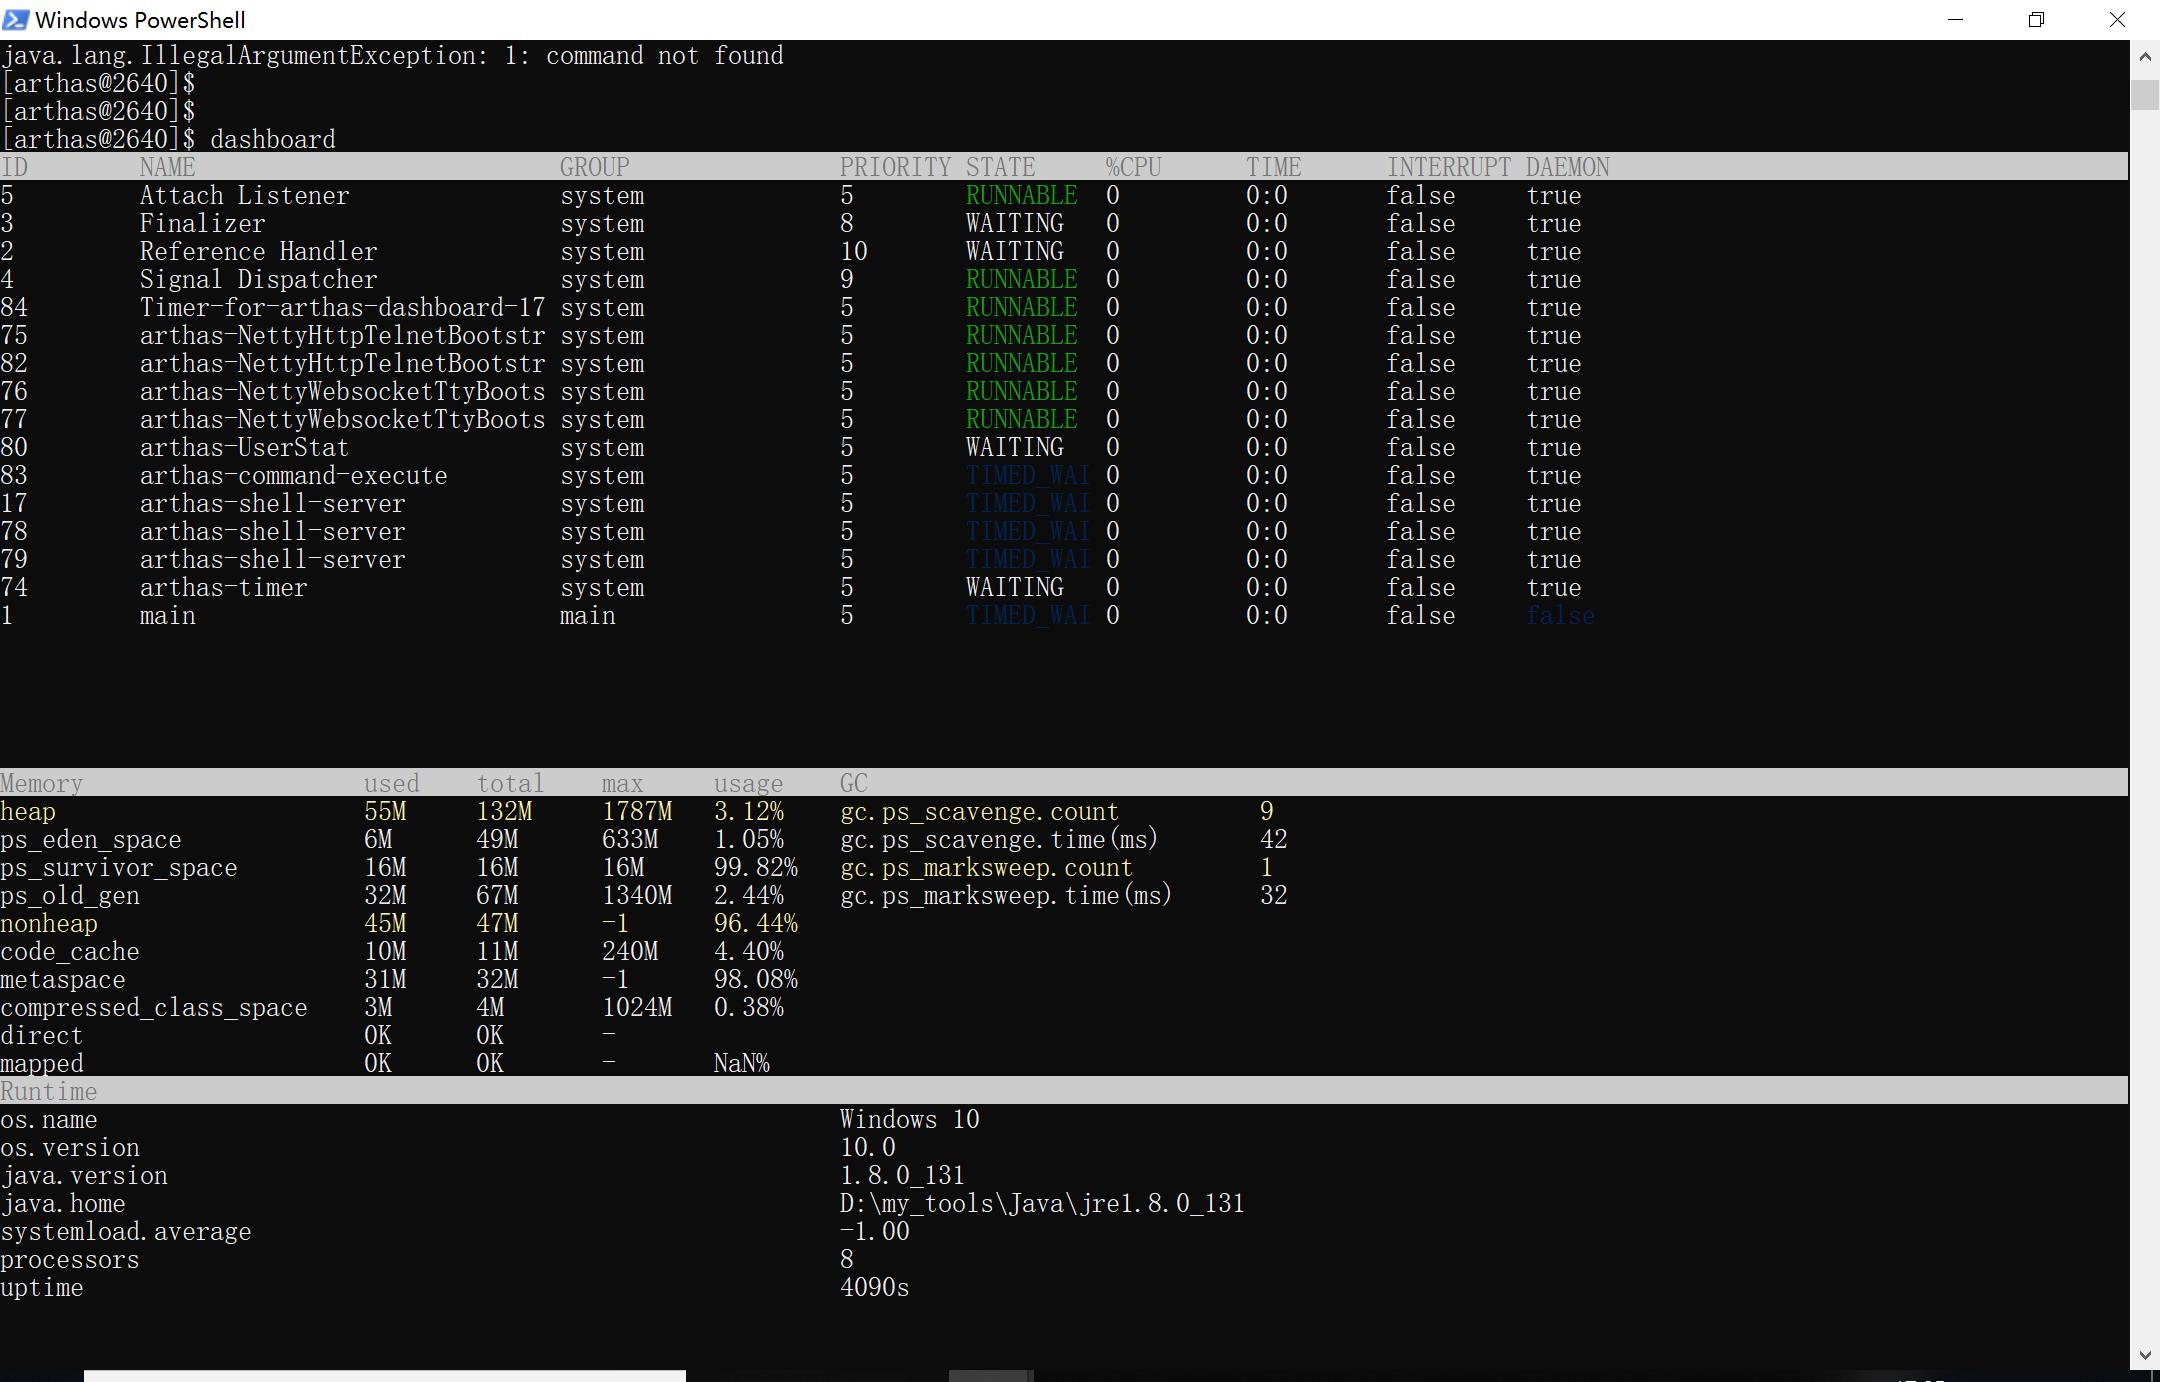 Windows PowerShell
java.lang.IllegalArgumentException: 1: command not found
[arthas@2640]$
[arthas@2640]$
[arthas@2640]$ dashboard
ID NAME GROUP PRIORITY STATE %CPU TIME INTERRUPT DAEMON
5 Attach Listener system 5 RUNNABLE 0 0:0 false true
3 Finalizer system 8 WAITING 0 0:0 false true
2 Reference Handler system 10 WAITING 0 0:0 false true
4 Signal Dispatcher system 9 RUNNABLE 0 0:0 false true
84 Timer-for-arthas-dashboard-17 system 5 RUNNABLE 0 0:0 false true
75 arthas-NettyHttpTelnetBootstr system 5 RUNNABLE 0 0:0 false true
82 arthas-NettyHttpTelnetBootstr system 5 RUNNABLE 0 0:0 false true
76 arthas-NettyWebsocketTtyBoots system 5 RUNNABLE 0 0:0 false true
77 arthas-NettyWebsocketTtyBoots system 5 RUNNABLE 0 0:0 false true
80 arthas-UserStat system 5 WAITING 0 0:0 false true
83 arthas-command-execute system 5 TIMED_WAI 0 0:0 false true
17 arthas-shell-server system 5 TIMED_WAI 0 0:0 false true
78 arthas-shell-server system 5 TIMED_WAI 0 0:0 false true
79 arthas-shell-server system 5 TIMED_WAI 0 0:0 false true
74 arthas-timer system 5 WAITING 0 0:0 false true
1 main main 5 TIMED_WAI 0 0:0 false false
Memory used total max usage GC
heap 55M 132M 1787M 3.12% gc.ps_scavenge.count 9
ps_eden_space 6M 49M 633M 1.05% gc.ps_scavenge.time(ms) 42
ps_survivor_space 16M 16M 16M 99.82% gc.ps_marksweep.count 1
ps_old_gen 32M 67M 1340M 2.44% gc.ps_marksweep.time(ms) 32
nonheap 45M 47M -1 96.44%
code_cache 10M 11M 240M 4.40%
metaspace 31M 32M -1 98.08%
compressed_class_space 3M 4M 1024M 0.38%
direct 0K 0K -
mapped 0K 0K - NaN%
Runtime
os.name Windows 10
os.version 10.0
java.version 1.8.0_131
java.home D:\my_tools\Java\jre1.8.0_131
systemload.average -1.00
processors 8
uptime 4090s